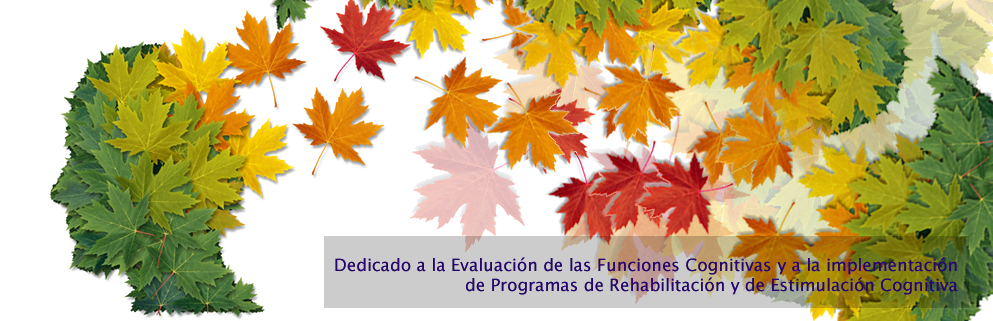 Dedicado a la Evaluación de las Funciones Cognitivas y a la implementación
de Programas de Rehabilitación y de Estimulación Cognitiva